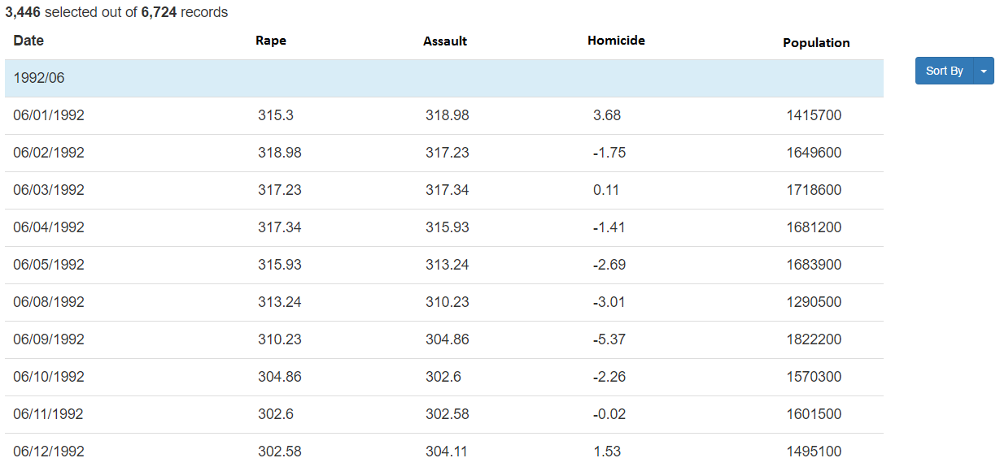 3,446 selected out of 6,724 records
Date Rape Assault Homicide Population
Sort By
1992/06
06/01/1992 315.3 318.98 3.68 1415700
06/02/1992 318.98 317.23 -1.75 1649600
06/03/1992 317.23 317.34 0.11 1718600
06/04/1992 317.34 315.93 -1.41 1681200
06/05/1992 315.93 313.24 -2.69 1683900
06/08/1992 313.24 310.23 -3.01 1290500
06/09/1992 310.23 304.86 -5.37 1822200
06/10/1992 304.86 302.6 -2.26 1570300
06/11/1992 302.6 302.58 -0.02 1601500
06/12/1992 302.58 304.11 1.53 1495100